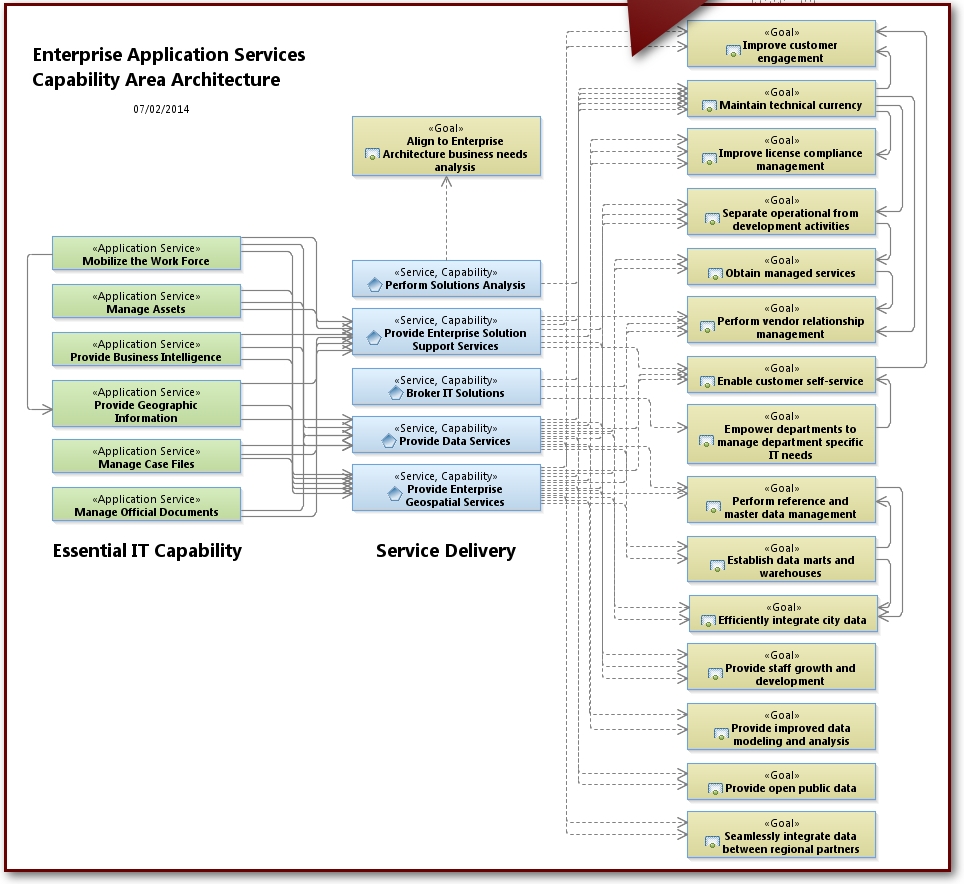 Enterprise Application Services
Capability Area Architecture
07/02/2014
«Goal»
Align to Enterprise
Architecture business needs
analysis
«Application Service»
Mobilize the Work Force
«Application Service»
Manage Assets
«Application Service»
Provide Business Intelligence
«Application Service»
Provide Geographic
Information
«Application Service»
Manage Case Files
«Application Service»
Manage Official Documents
Essential IT Capability
«Service, Capability»
Perform Solutions Analysis
«Service, Capability»
Provide Enterprise Solution
Support Services
«Service, Capability»
Broker IT Solutions
«Service, Capability»
Provide Data Services
«Service, Capability»
Provide Enterprise
Geospatial Services
Service Delivery
«Goal»
Improve customer
engagement
«Goal»
Maintain technical currency
«Goal»
Improve license compliance
management
«Goal»
Separate operational from
development activities
«Goal»
Obtain managed services
«Goal»
Perform vendor relationship
management
«Goal»
Enable customer self-service
«Goal»
Empower departments to
manage department specific
IT needs
«Goal»
Perform reference and
master data management
«Goal»
Establish data marts and
warehouses
«Goal»
Efficiently integrate city data
«Goal»
Provide staff growth and
development
«Goal»
Provide improved data
modeling and analysis
«Goal»
Provide open public data
«Goal»
Seamlessly integrate data
between regional partners